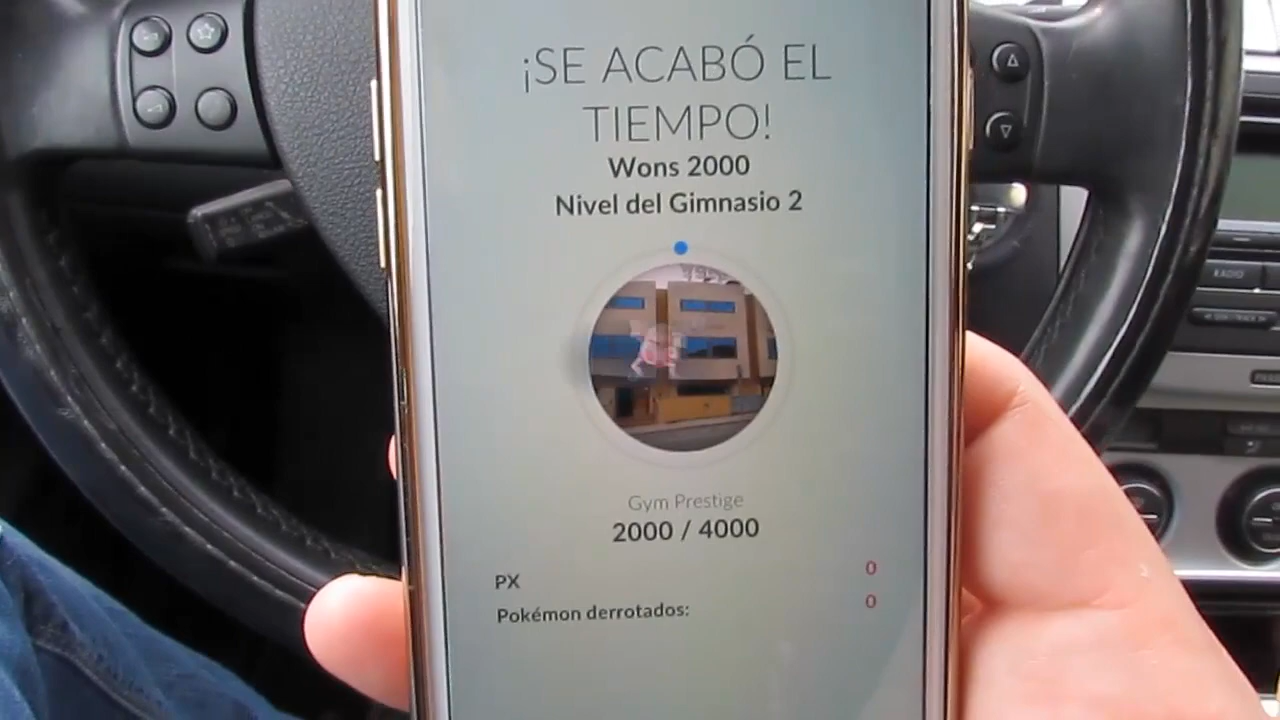 ¡SE ACABÓ EL
TIEMPO!
Wons 2000
Nivel del Gimnasio 2
Gym Prestige
2000 / 4000
PX 0
Pokémon derrotados: 0
RADIO